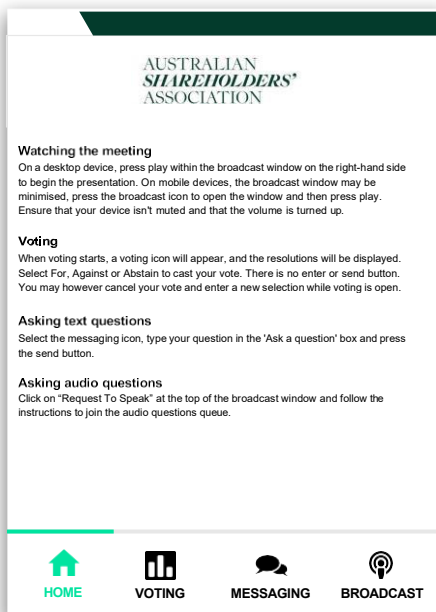 AUSTRALIAN
SHAREHOLDERS'
ASSOCIATION
Watching the meeting
On a desktop device, press play within the broadcast window on the right-hand side
to begin the presentation. On mobile devices, the broadcast window may be
minimised, press the broadcast icon to open the window and then press play.
Ensure that your device isn't muted and that the volume is turned up.
Voting
When voting starts, a voting icon will appear, and the resolutions will be displayed.
Select For, Against or Abstain to cast your vote. There is no enter or send button.
You may however cancel your vote and enter a new selection while voting is open.
Asking text questions
Select the messaging icon, type your question in the 'Ask a question' box and press
the send button.
Asking audio questions
Click on “Request To Speak” at the top of the broadcast window and follow the
instructions to join the audio questions queue.
HOME VOTING MESSAGING BROADCAST